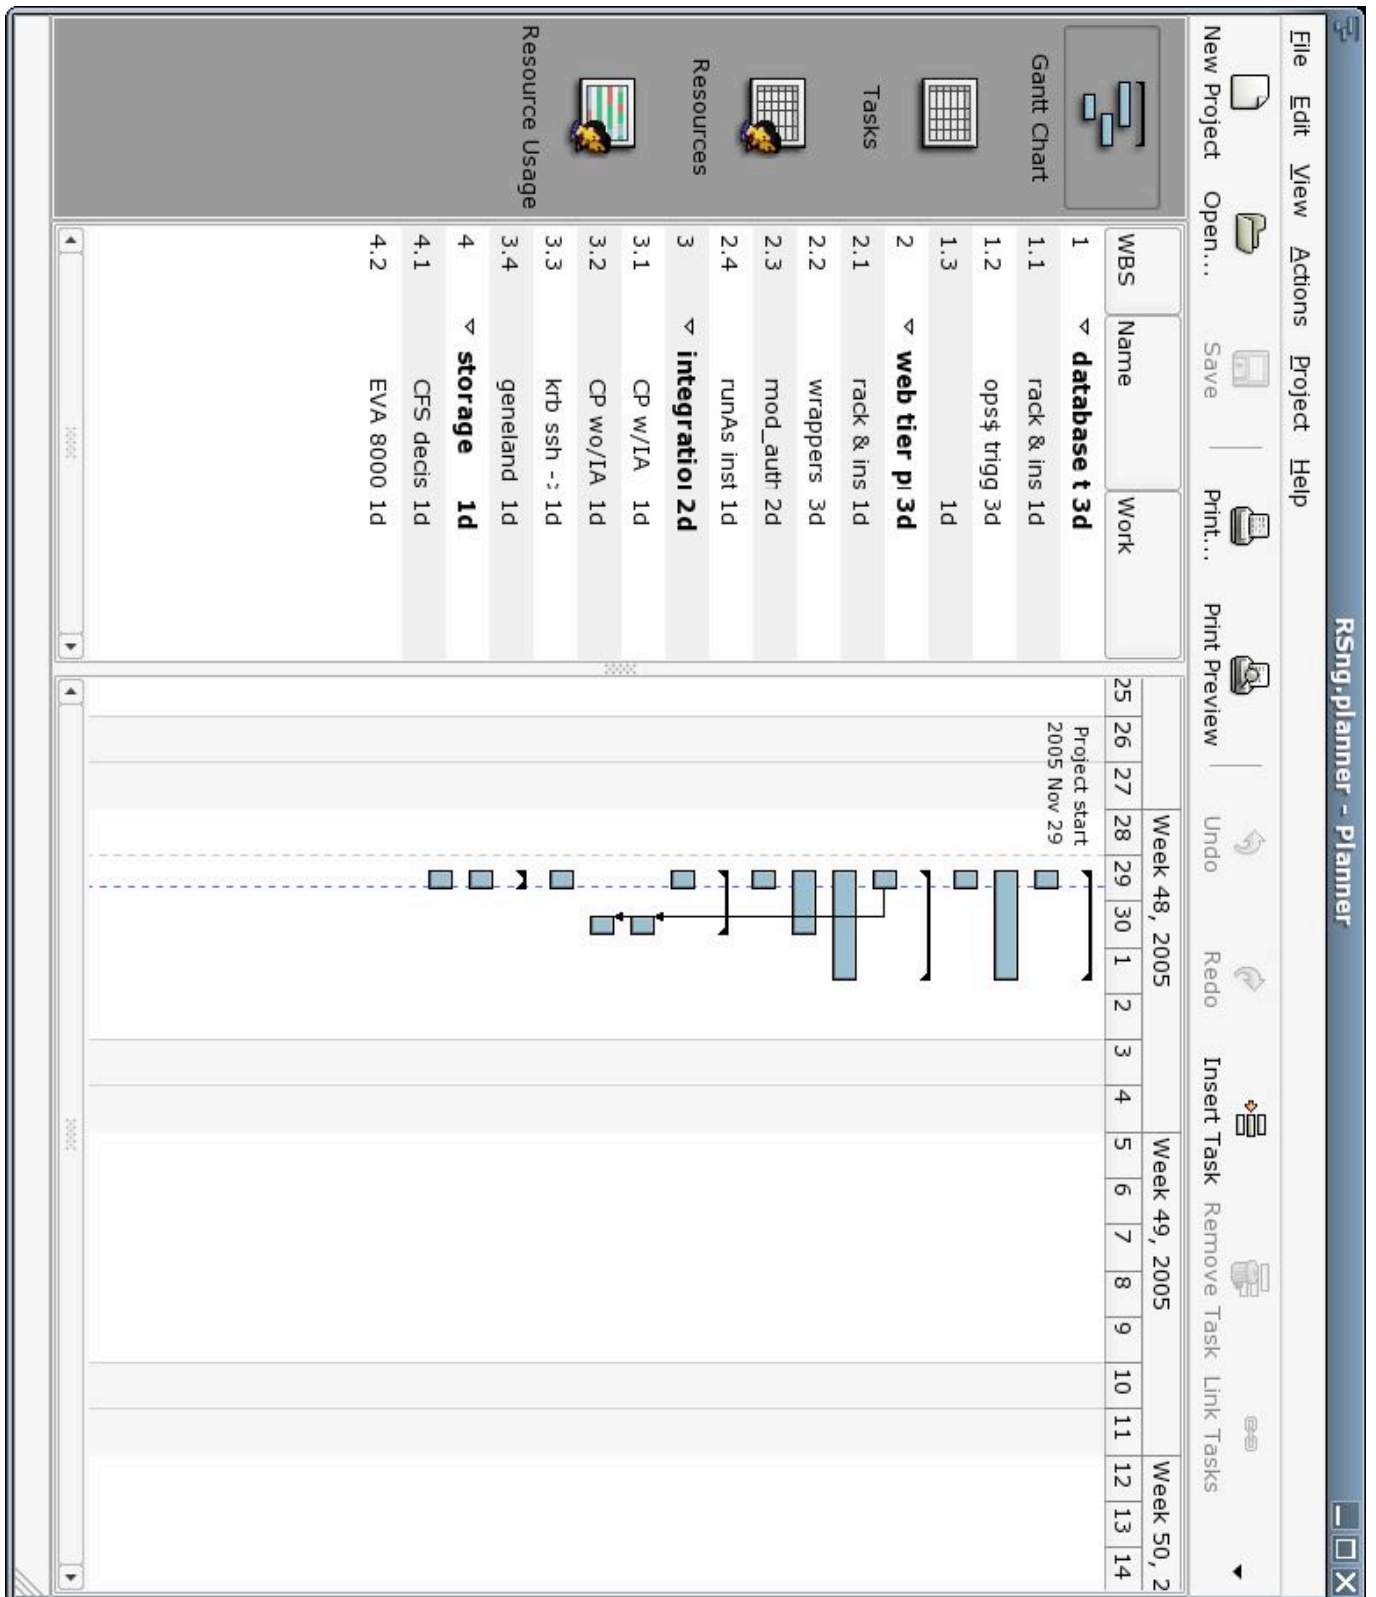 RSng.planner - Planner
File Edit View Actions Project Help
New Project Open... Save Print... Print Preview Undo Redo Insert Task Remove Task Link Tasks
Gantt Chart
Tasks
Resources
Resource Usage
WBS Name Work
1 database t 3d
1.1 rack & ins 1d
1.2 ops$ trigg 3d
1.3 1d
2 web tier pl 3d
2.1 rack & ins 1d
2.2 wrappers 3d
2.3 mod_auth 2d
2.4 runAs inst 1d
3 integration 2d
3.1 CP w/IA 1d
3.2 CP wo/IA 1d
3.3 krb ssh -> 1d
3.4 geneland 1d
4 storage 1d
4.1 CFS decis 1d
4.2 EVA 8000 1d
Week 48, 2005 Week 49, 2005 Week 50, 2
25 26 27 28 29 30 1 2 3 4 5 6 7 8 9 10 11 12 13 14
Project start
2005 Nov 29